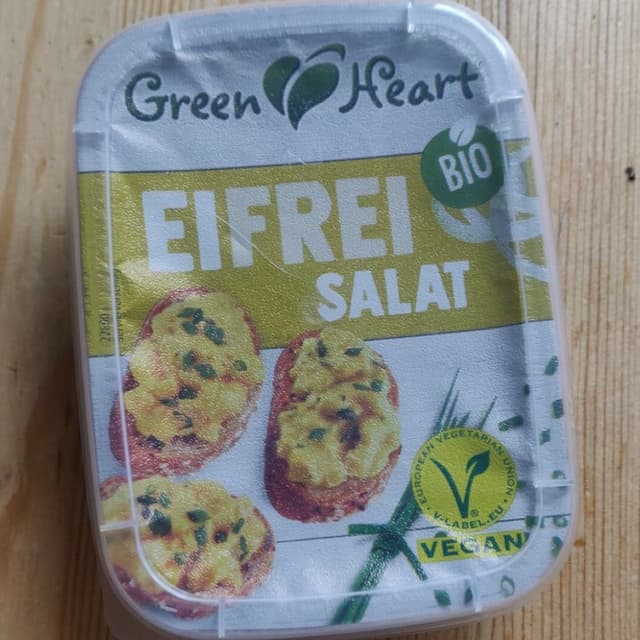 Green Heart
BIO
EIFREI
SALAT
EUROPEAN VEGETARIAN UNION
V-LABEL.EU
VEGAN